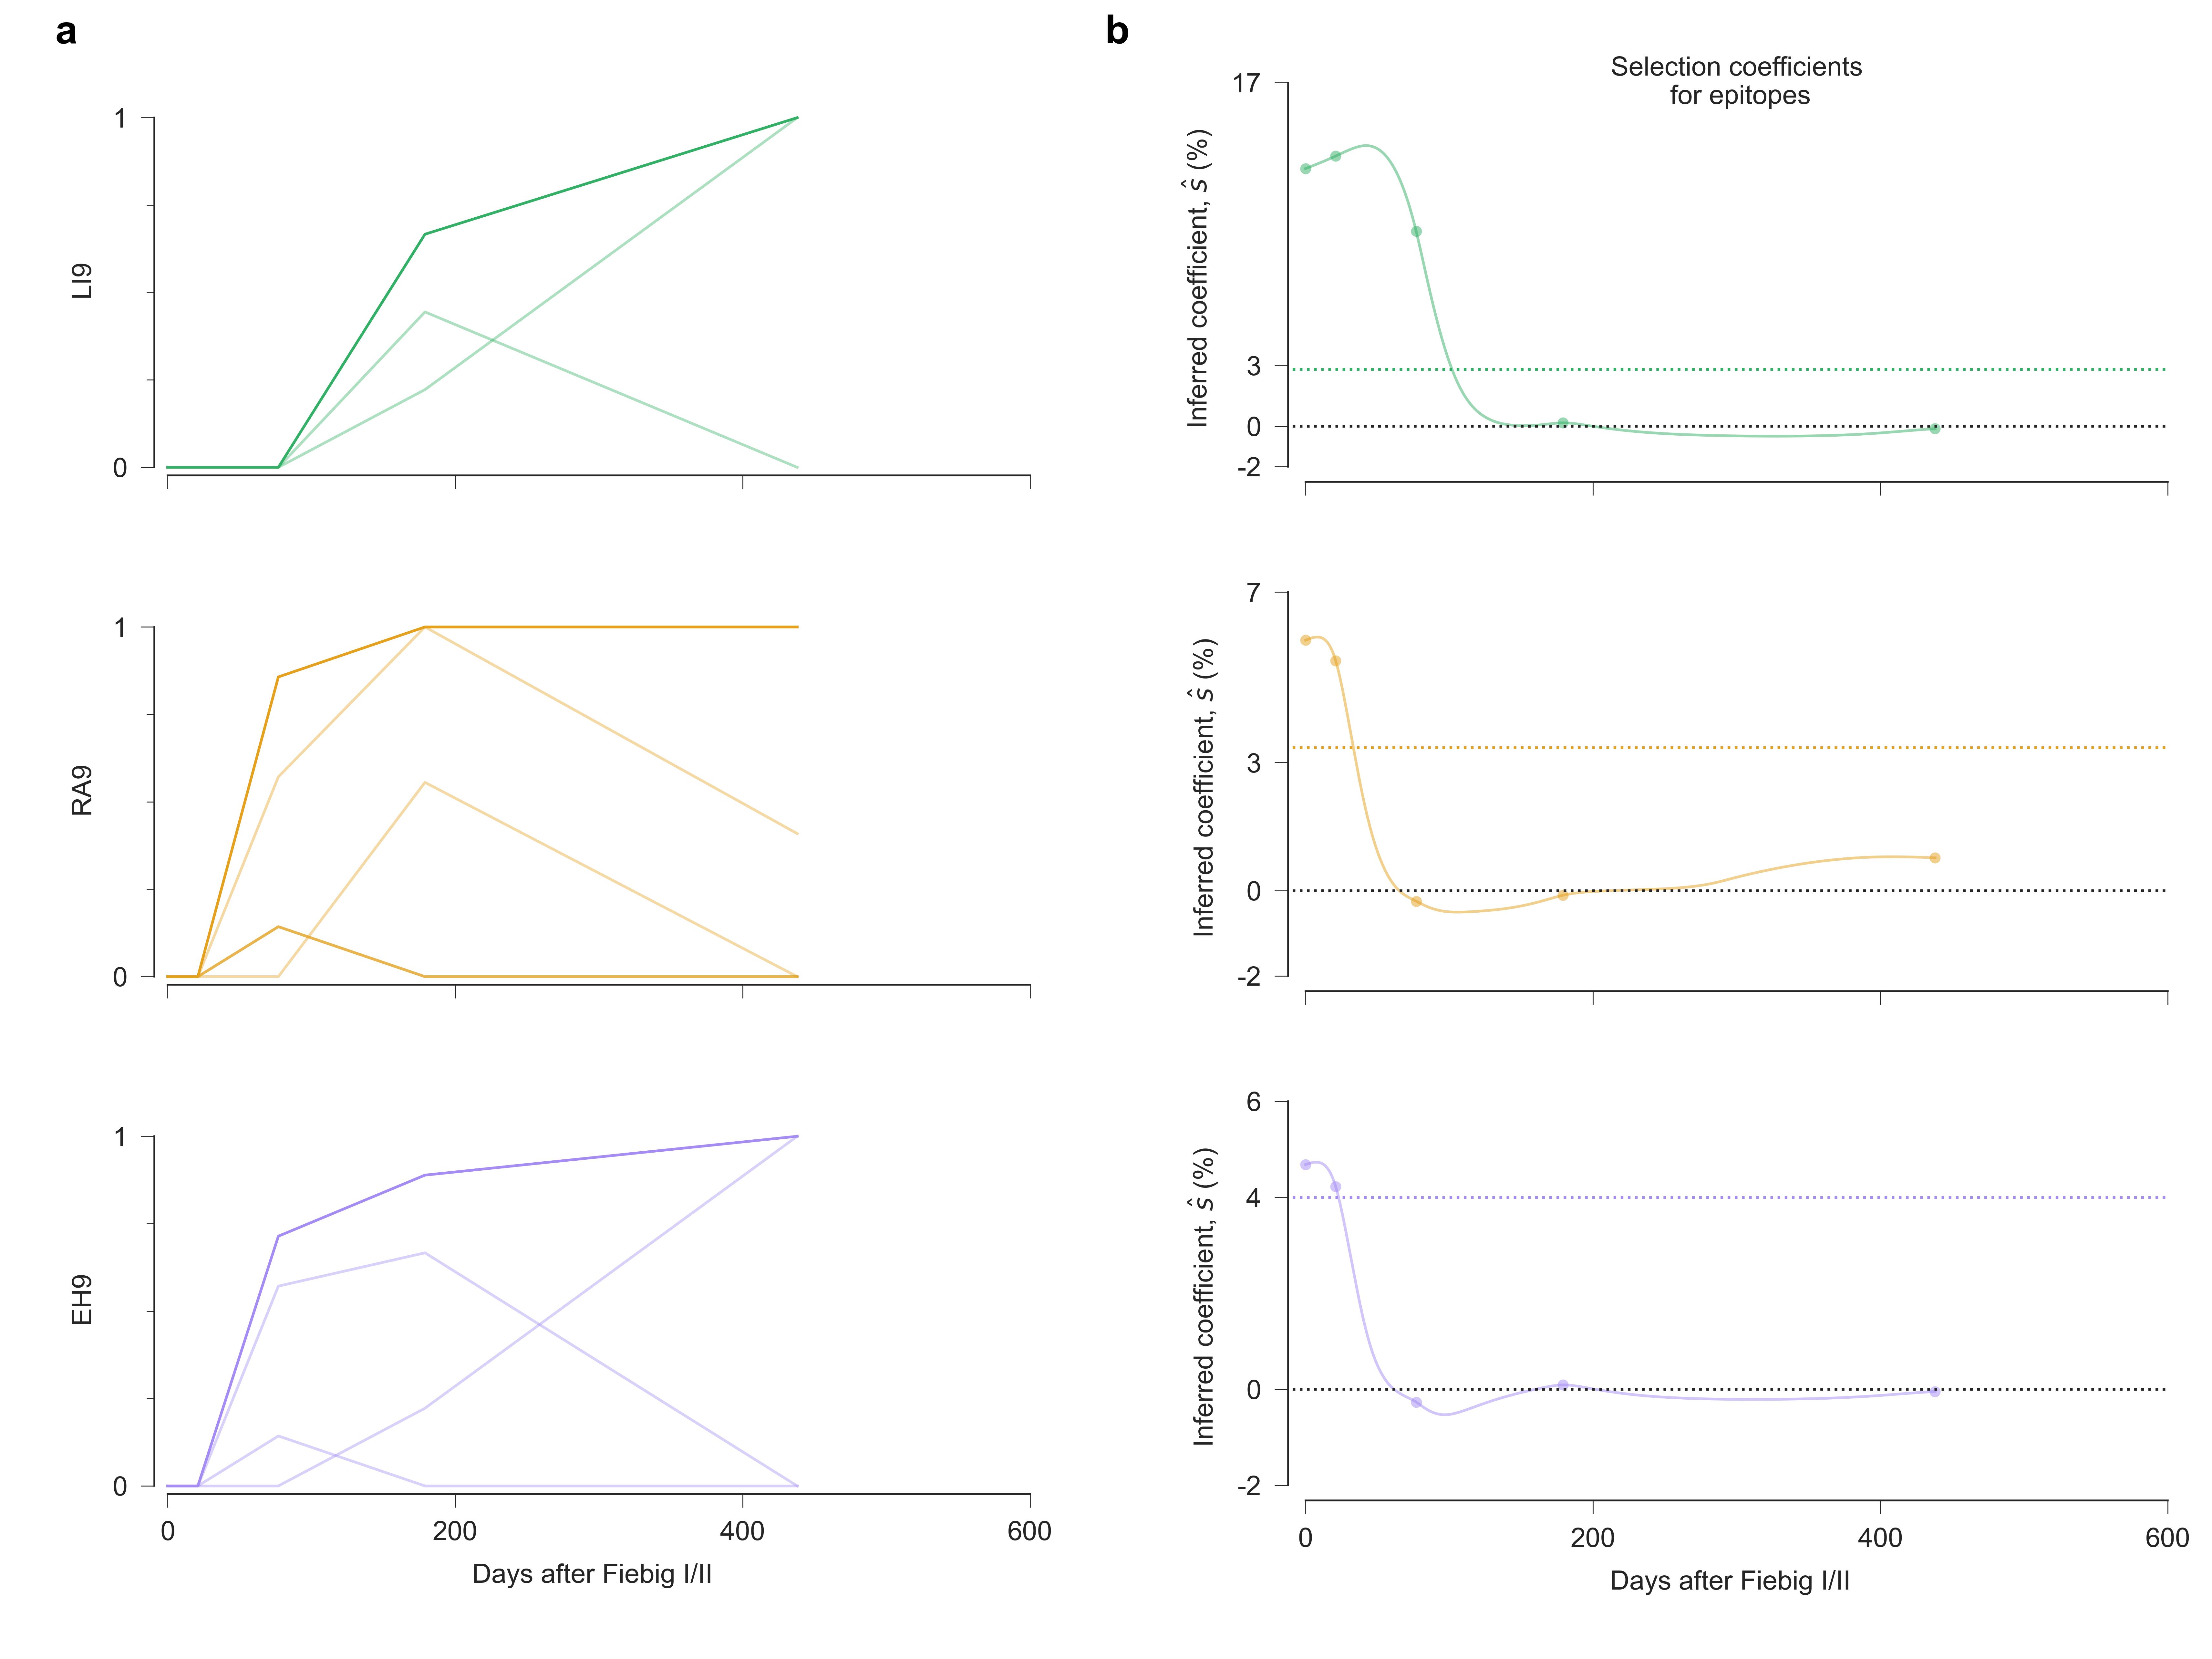 a
1
LI9
0
1
RA9
0
1
EH9
0
0
200
400
600
Days after Fiebig I/II
b
Selection coefficients
for epitopes
17
Inferred coefficient, ŝ (%)
3
0
-2
7
Inferred coefficient, ŝ (%)
3
0
-2
6
Inferred coefficient, ŝ (%)
4
0
-2
0
200
400
600
Days after Fiebig I/II